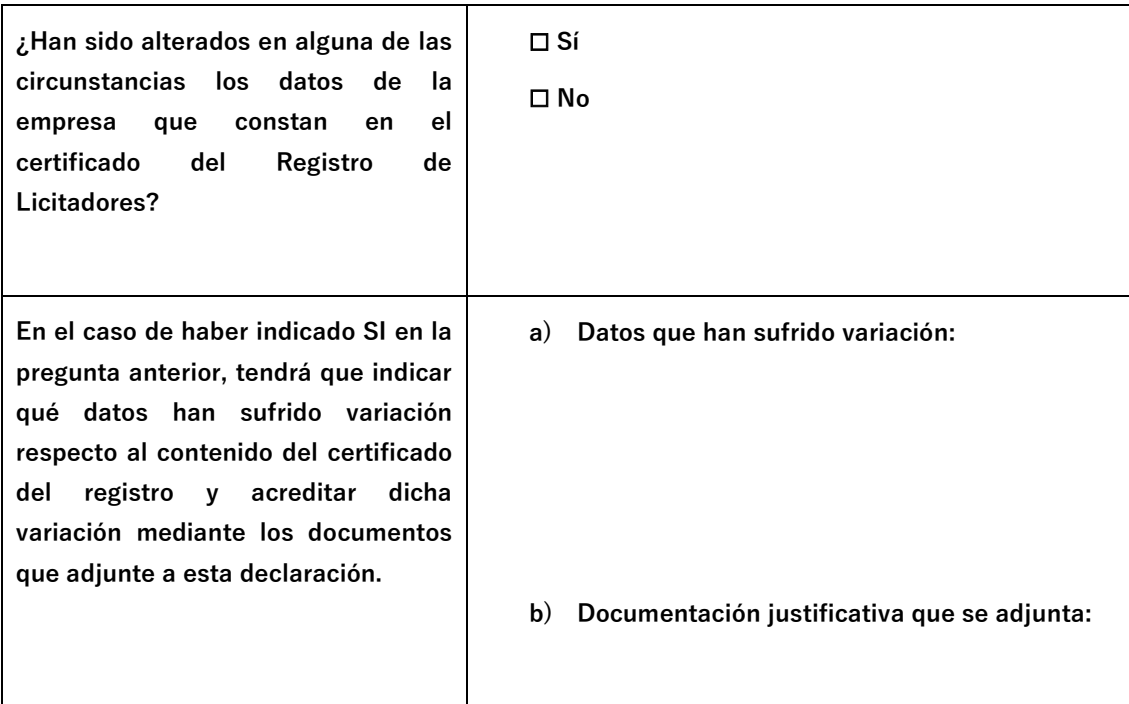 ¿Han sido alterados en alguna de las
circunstancias los datos de la
empresa que constan en el
certificado del Registro de
Licitadores?
☐ Sí
☐ No
En el caso de haber indicado SI en la
pregunta anterior, tendrá que indicar
qué datos han sufrido variación
respecto al contenido del certificado
del registro y acreditar dicha
variación mediante los documentos
que adjunte a esta declaración.
a) Datos que han sufrido variación:
b) Documentación justificativa que se adjunta: